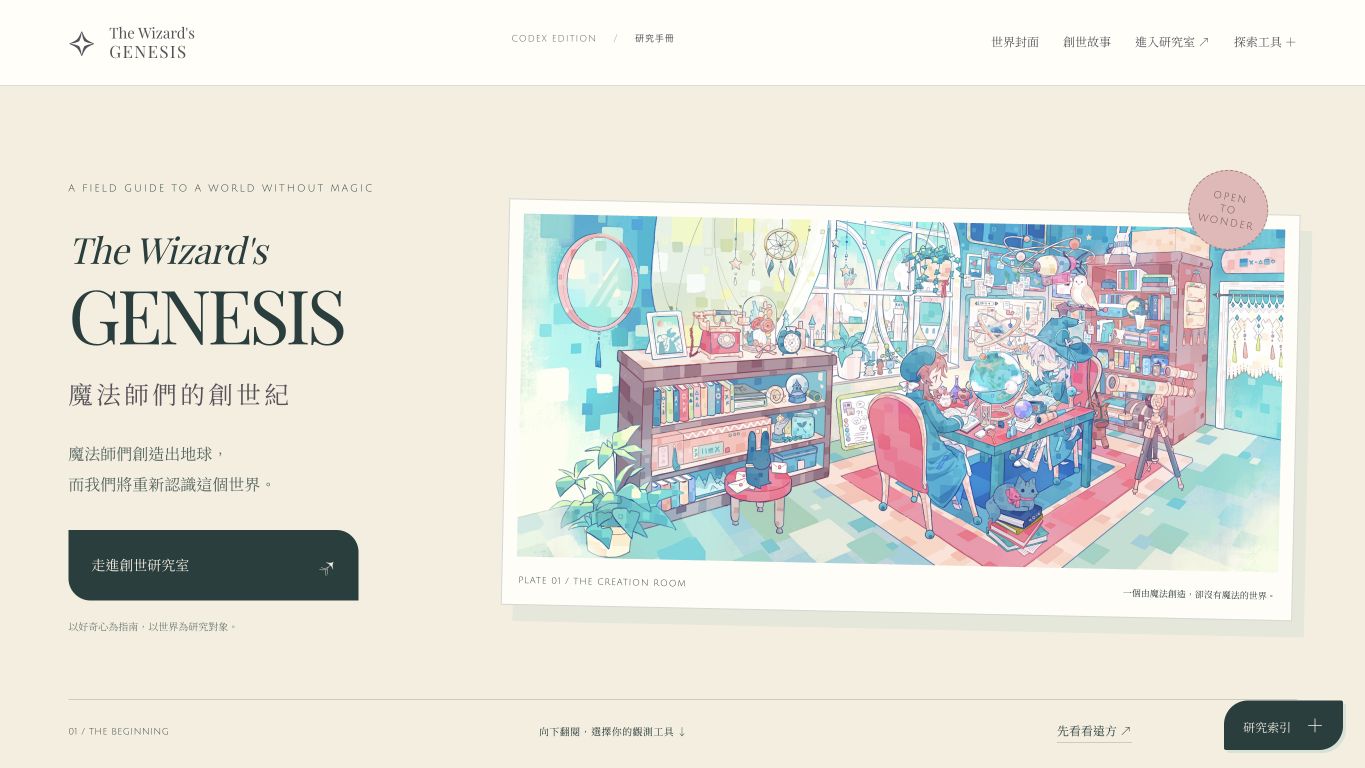 The Wizard's
GENESIS
CODEX EDITION / 研究手冊
世界封面
創世故事
進入研究室 ↗
探索工具 +
A FIELD GUIDE TO A WORLD WITHOUT MAGIC
The Wizard's
GENESIS
魔法師們的創世紀
魔法師們創造出地球，
而我們將重新認識這個世界。
走進創世研究室
以好奇心為指南，以世界為研究對象。
OPEN
TO
WONDER
PLATE 01 / THE CREATION ROOM
一個由魔法創造，卻沒有魔法的世界。
01 / THE BEGINNING
向下翻閱，選擇你的觀測工具 ↓
先看看遠方 ↗
研究索引 +